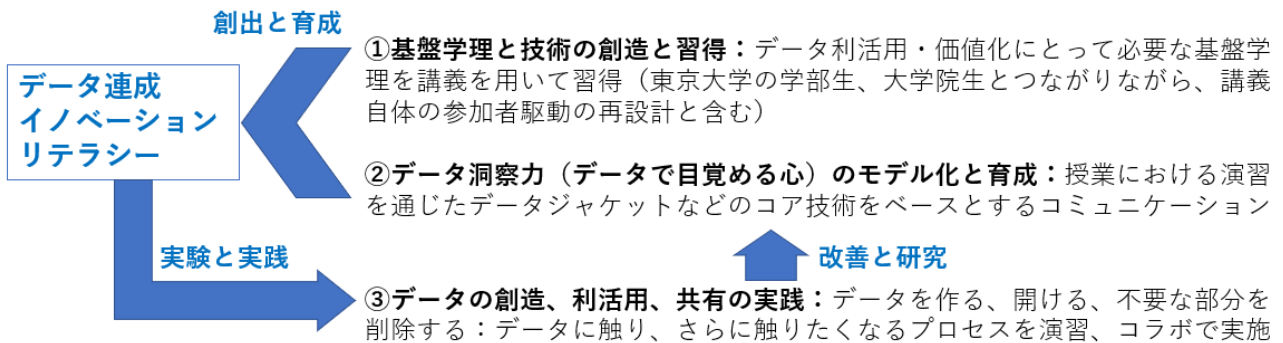 創出と育成
①基盤学理と技術の創造と習得：データ利活用・価値化にとって必要な基盤学
理を講義を用いて習得（東京大学の学部生、大学院生とつながりながら、講義
自体の参加者駆動の再設計と含む）
データ連成
イノベーション
リテラシー
②データ洞察力（データで目覚める心）のモデル化と育成：授業における演習
を通じたデータジャケットなどのコア技術をベースとするコミュニケーション
実験と実践
改善と研究
③データの創造、利活用、共有の実践：データを作る、開ける、不要な部分を
削除する：データに触り、さらに触りたくなるプロセスを演習、コラボで実施